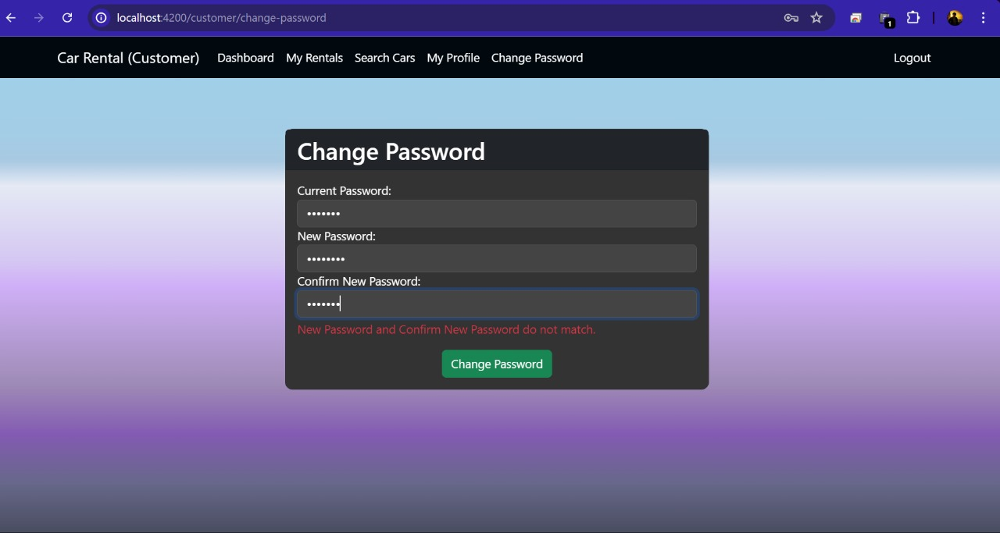 localhost:4200/customer/change-password
1
Car Rental (Customer) Dashboard My Rentals Search Cars My Profile Change Password Logout
Change Password
Current Password:
•••••••
New Password:
••••••••
Confirm New Password:
•••••••
New Password and Confirm New Password do not match.
Change Password